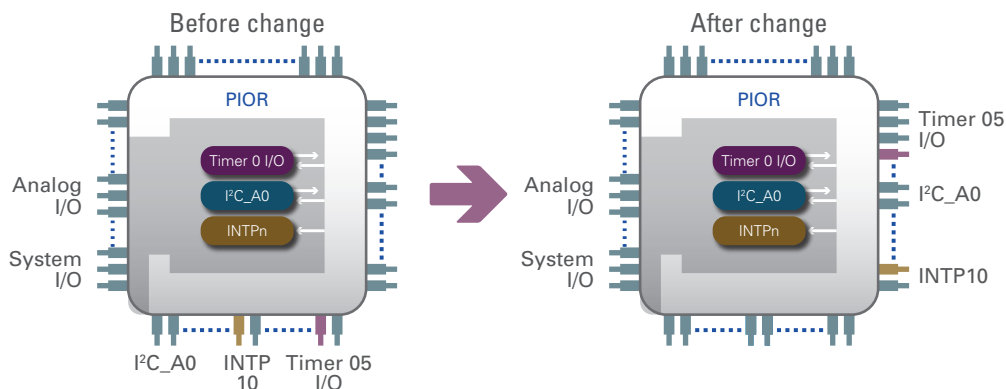 Before change
PIOR
Timer 0 I/O
I²C_A0
INTPn
Analog
I/O
System
I/O
I²C_A0
INTP
10
Timer 05
I/O
After change
PIOR
Timer 0 I/O
I²C_A0
INTPn
Analog
I/O
System
I/O
Timer 05
I/O
I²C_A0
INTP10